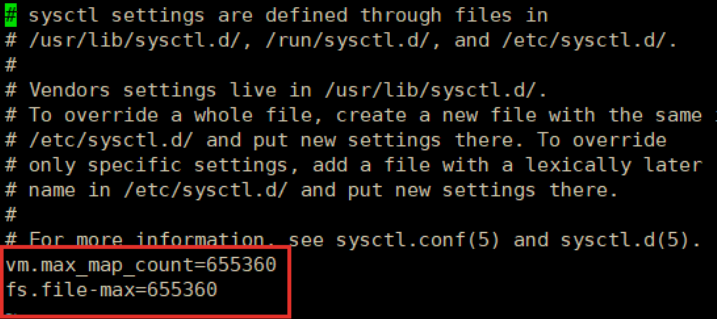 # sysctl settings are defined through files in
# /usr/lib/sysctl.d/, /run/sysctl.d/, and /etc/sysctl.d/.
#
# Vendors settings live in /usr/lib/sysctl.d/.
# To override a whole file, create a new file with the same
# /etc/sysctl.d/ and put new settings there. To override
# only specific settings, add a file with a lexically later
# name in /etc/sysctl.d/ and put new settings there.
#
# For more information, see sysctl.conf(5) and sysctl.d(5).
vm.max_map_count=655360
fs.file-max=655360